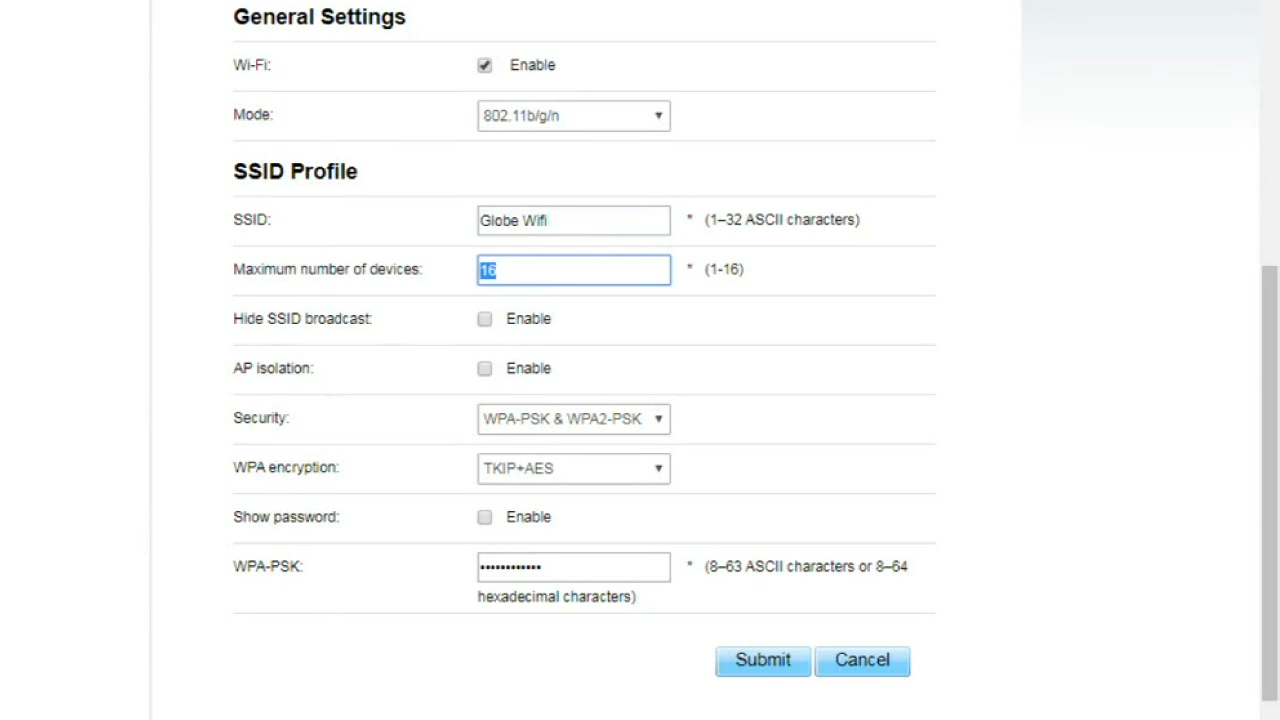 General Settings
Wi-Fi: Enable
Mode: 802.11b/g/n
SSID Profile
SSID: Globe Wifi * (1–32 ASCII characters)
Maximum number of devices: 16 * (1-16)
Hide SSID broadcast: Enable
AP isolation: Enable
Security: WPA-PSK & WPA2-PSK
WPA encryption: TKIP+AES
Show password: Enable
WPA-PSK: •••••••••••• * (8–63 ASCII characters or 8–64
hexadecimal characters)
Submit Cancel